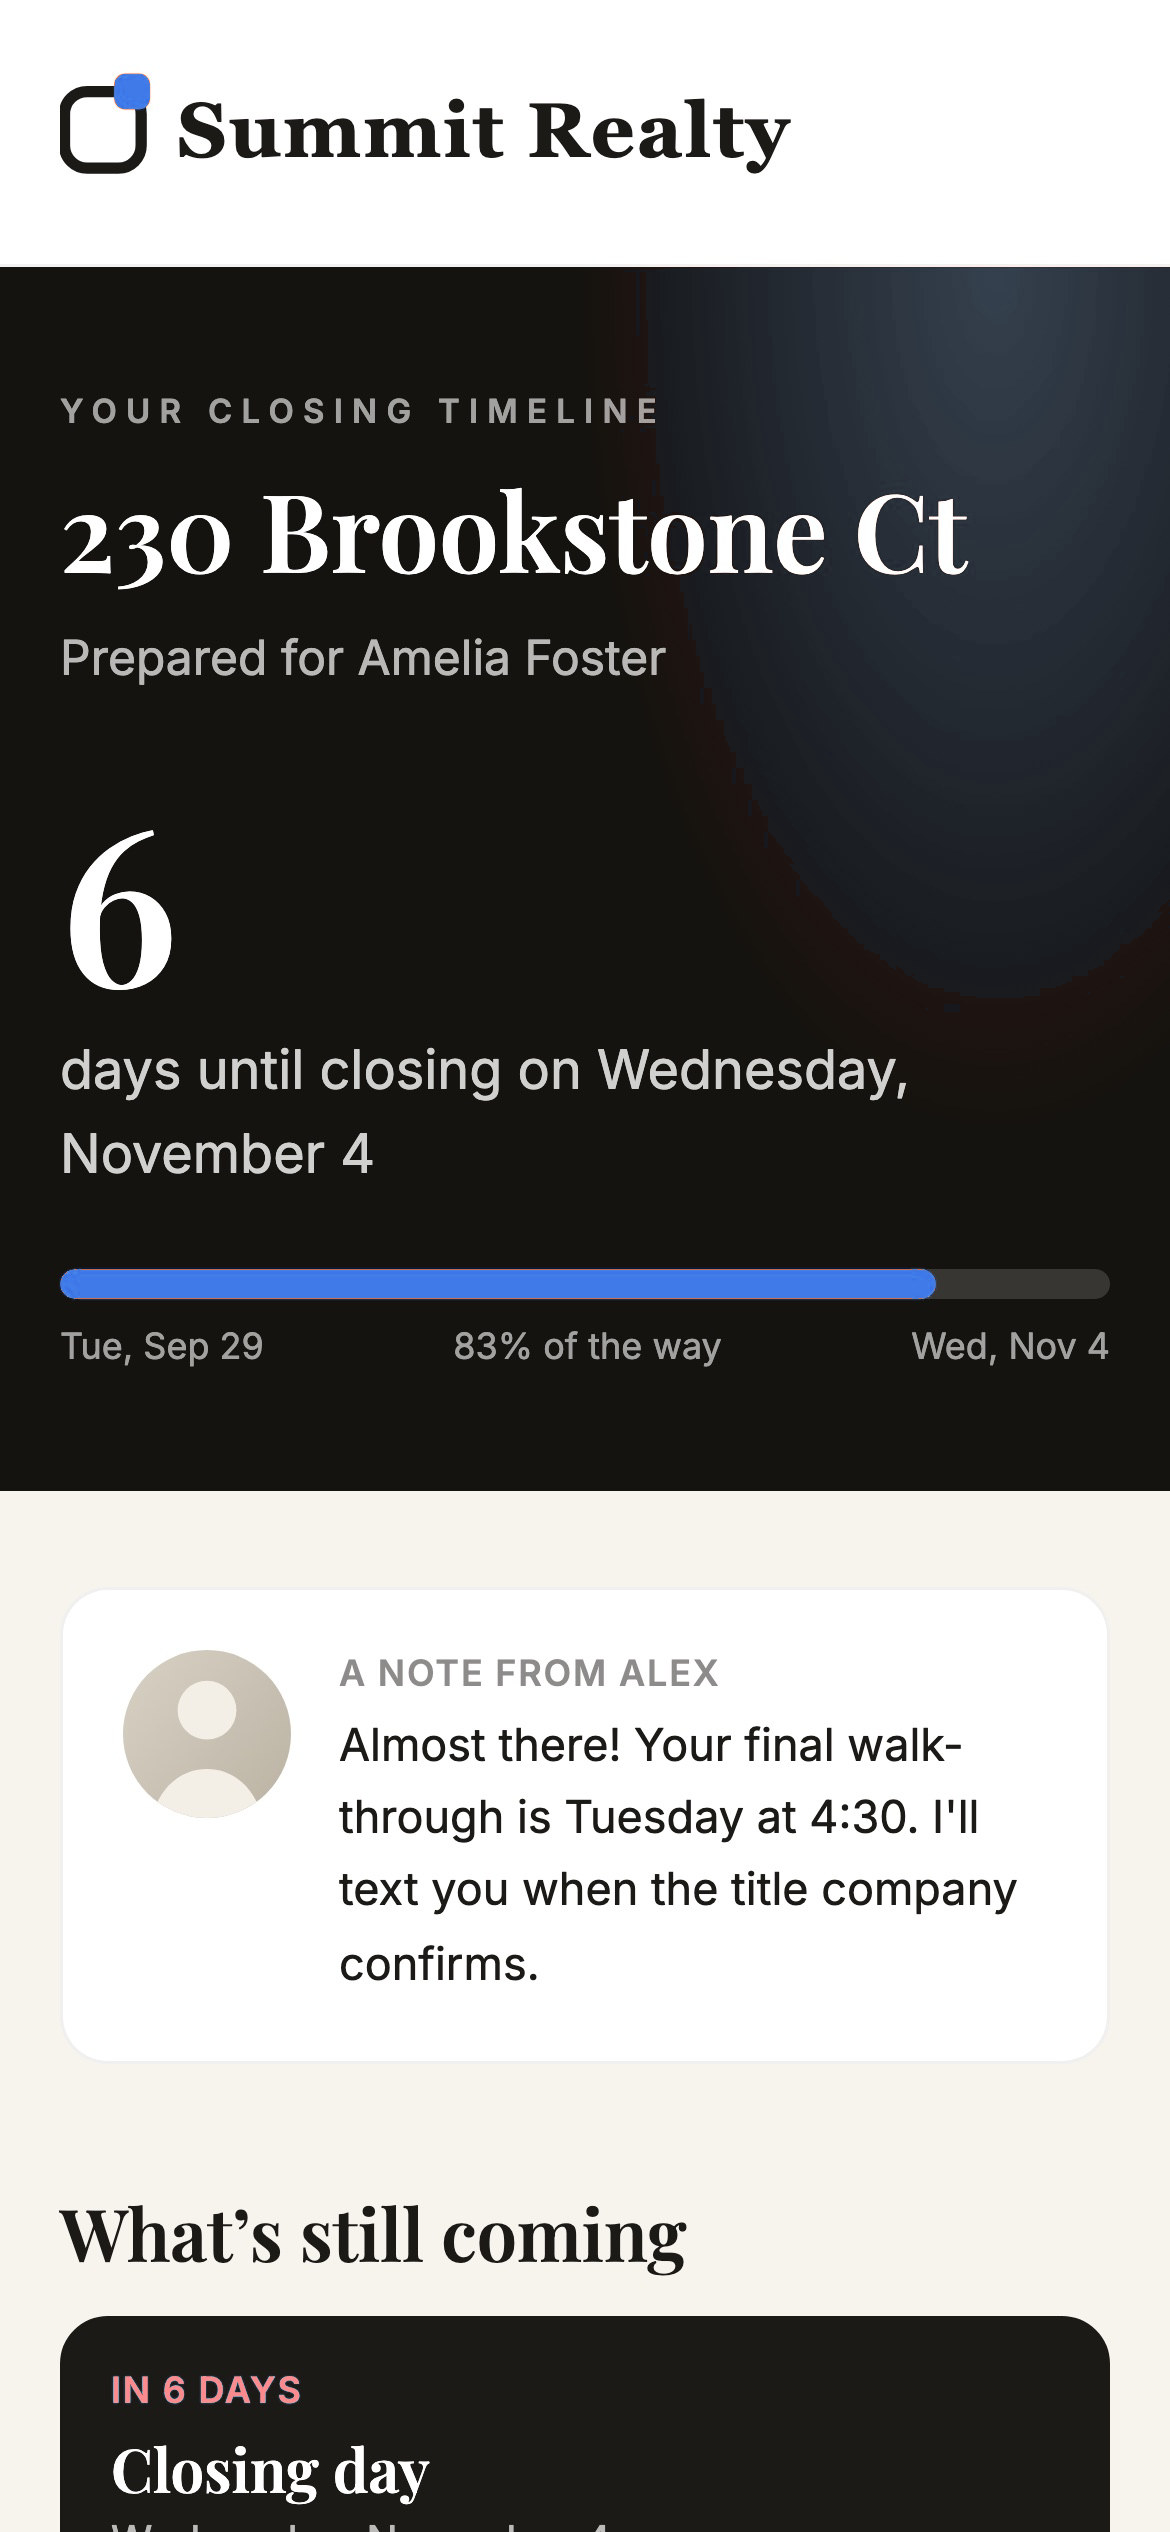 Summit Realty
YOUR CLOSING TIMELINE
230 Brookstone Ct
Prepared for Amelia Foster
6
days until closing on Wednesday,
November 4
Tue, Sep 29
83% of the way
Wed, Nov 4
A NOTE FROM ALEX
Almost there! Your final walk-
through is Tuesday at 4:30. I'll
text you when the title company
confirms.
What’s still coming
IN 6 DAYS
Closing day